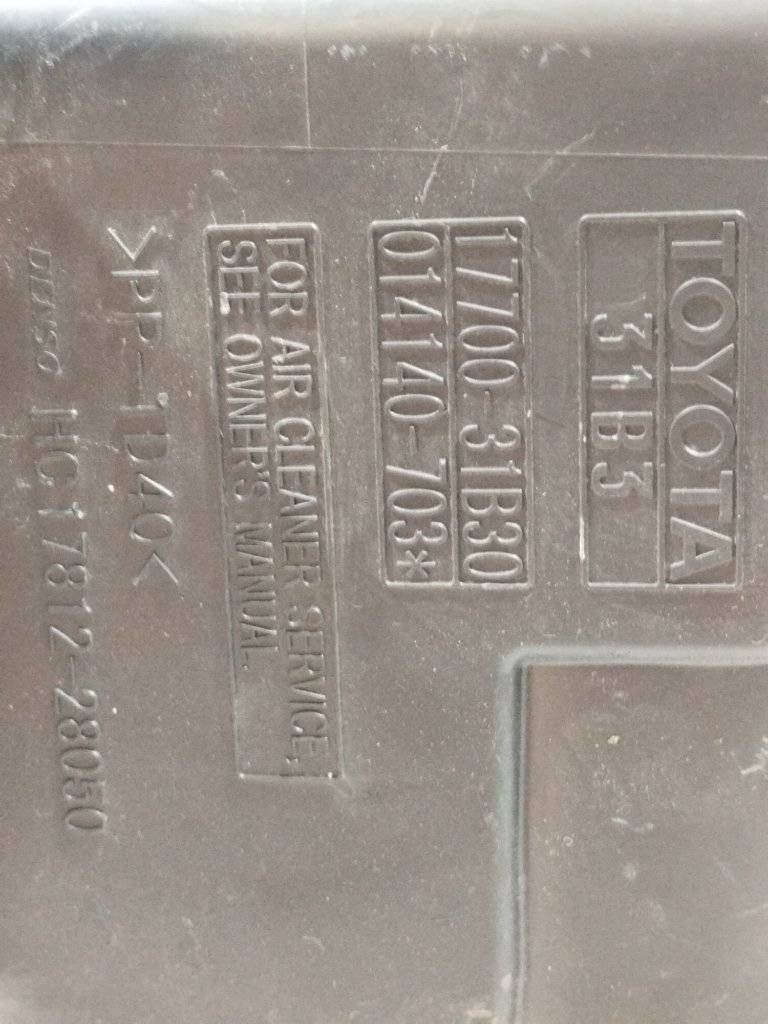 TOYOTA
31B3
17700-31B30
014140-703*
FOR AIR CLEANER SERVICE,
SEE OWNER'S MANUAL.
>PP-TD40<
DENSO HC17812-28050